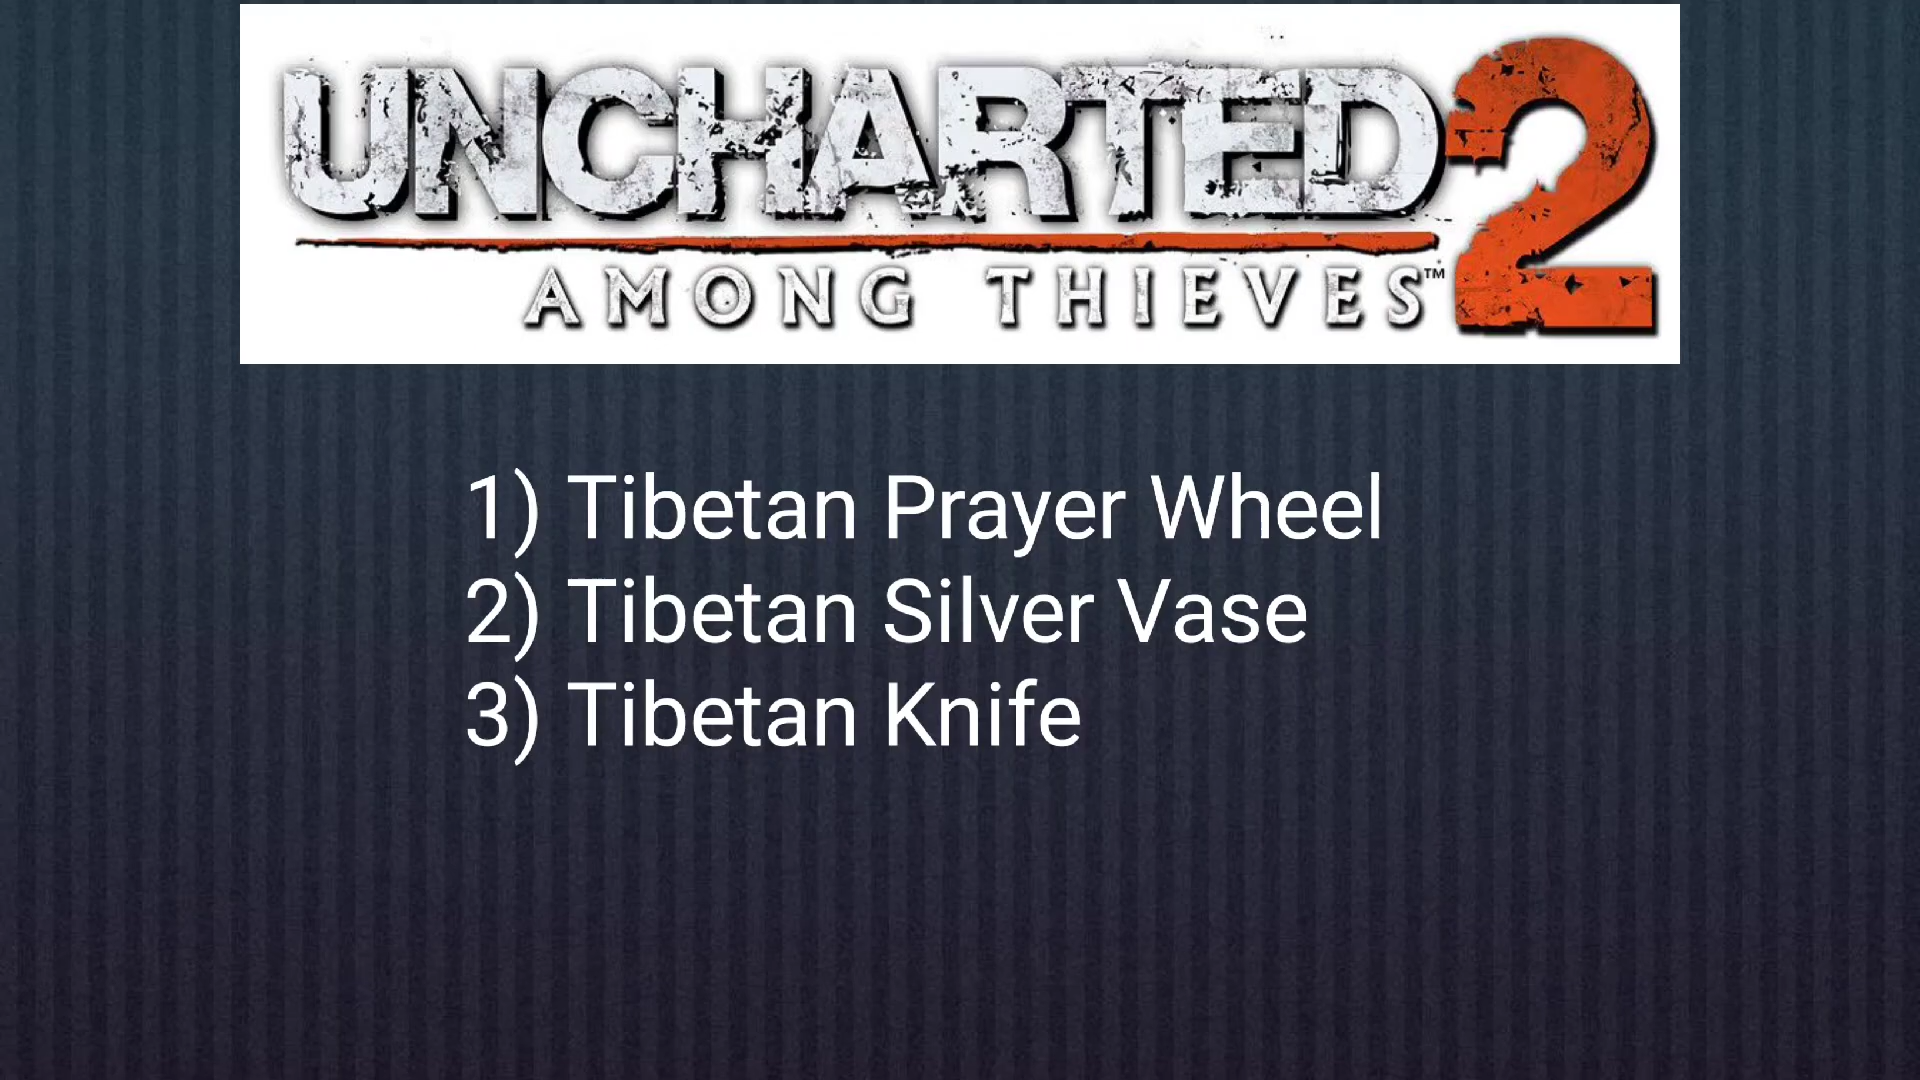 UNCHARTED 2
AMONG THIEVES™
1) Tibetan Prayer Wheel
2) Tibetan Silver Vase
3) Tibetan Knife